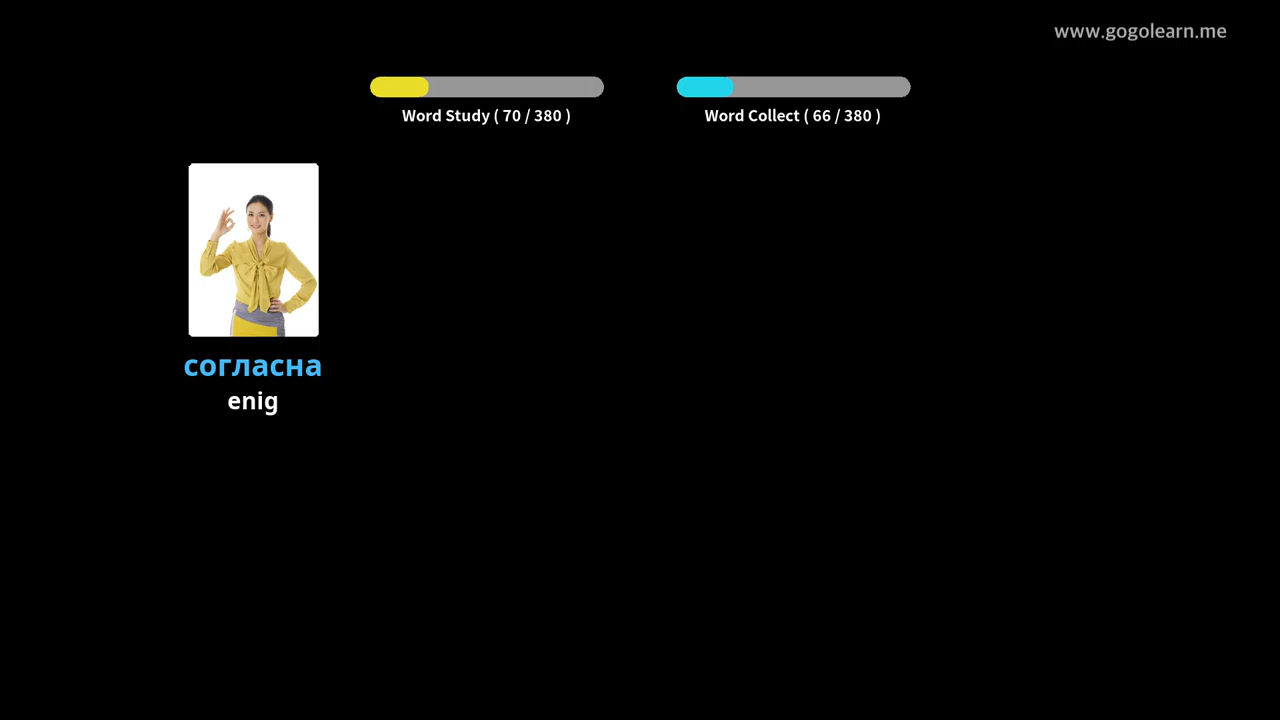 www.gogolearn.me
Word Study ( 70 / 380 )
Word Collect ( 66 / 380 )
согласна
enig